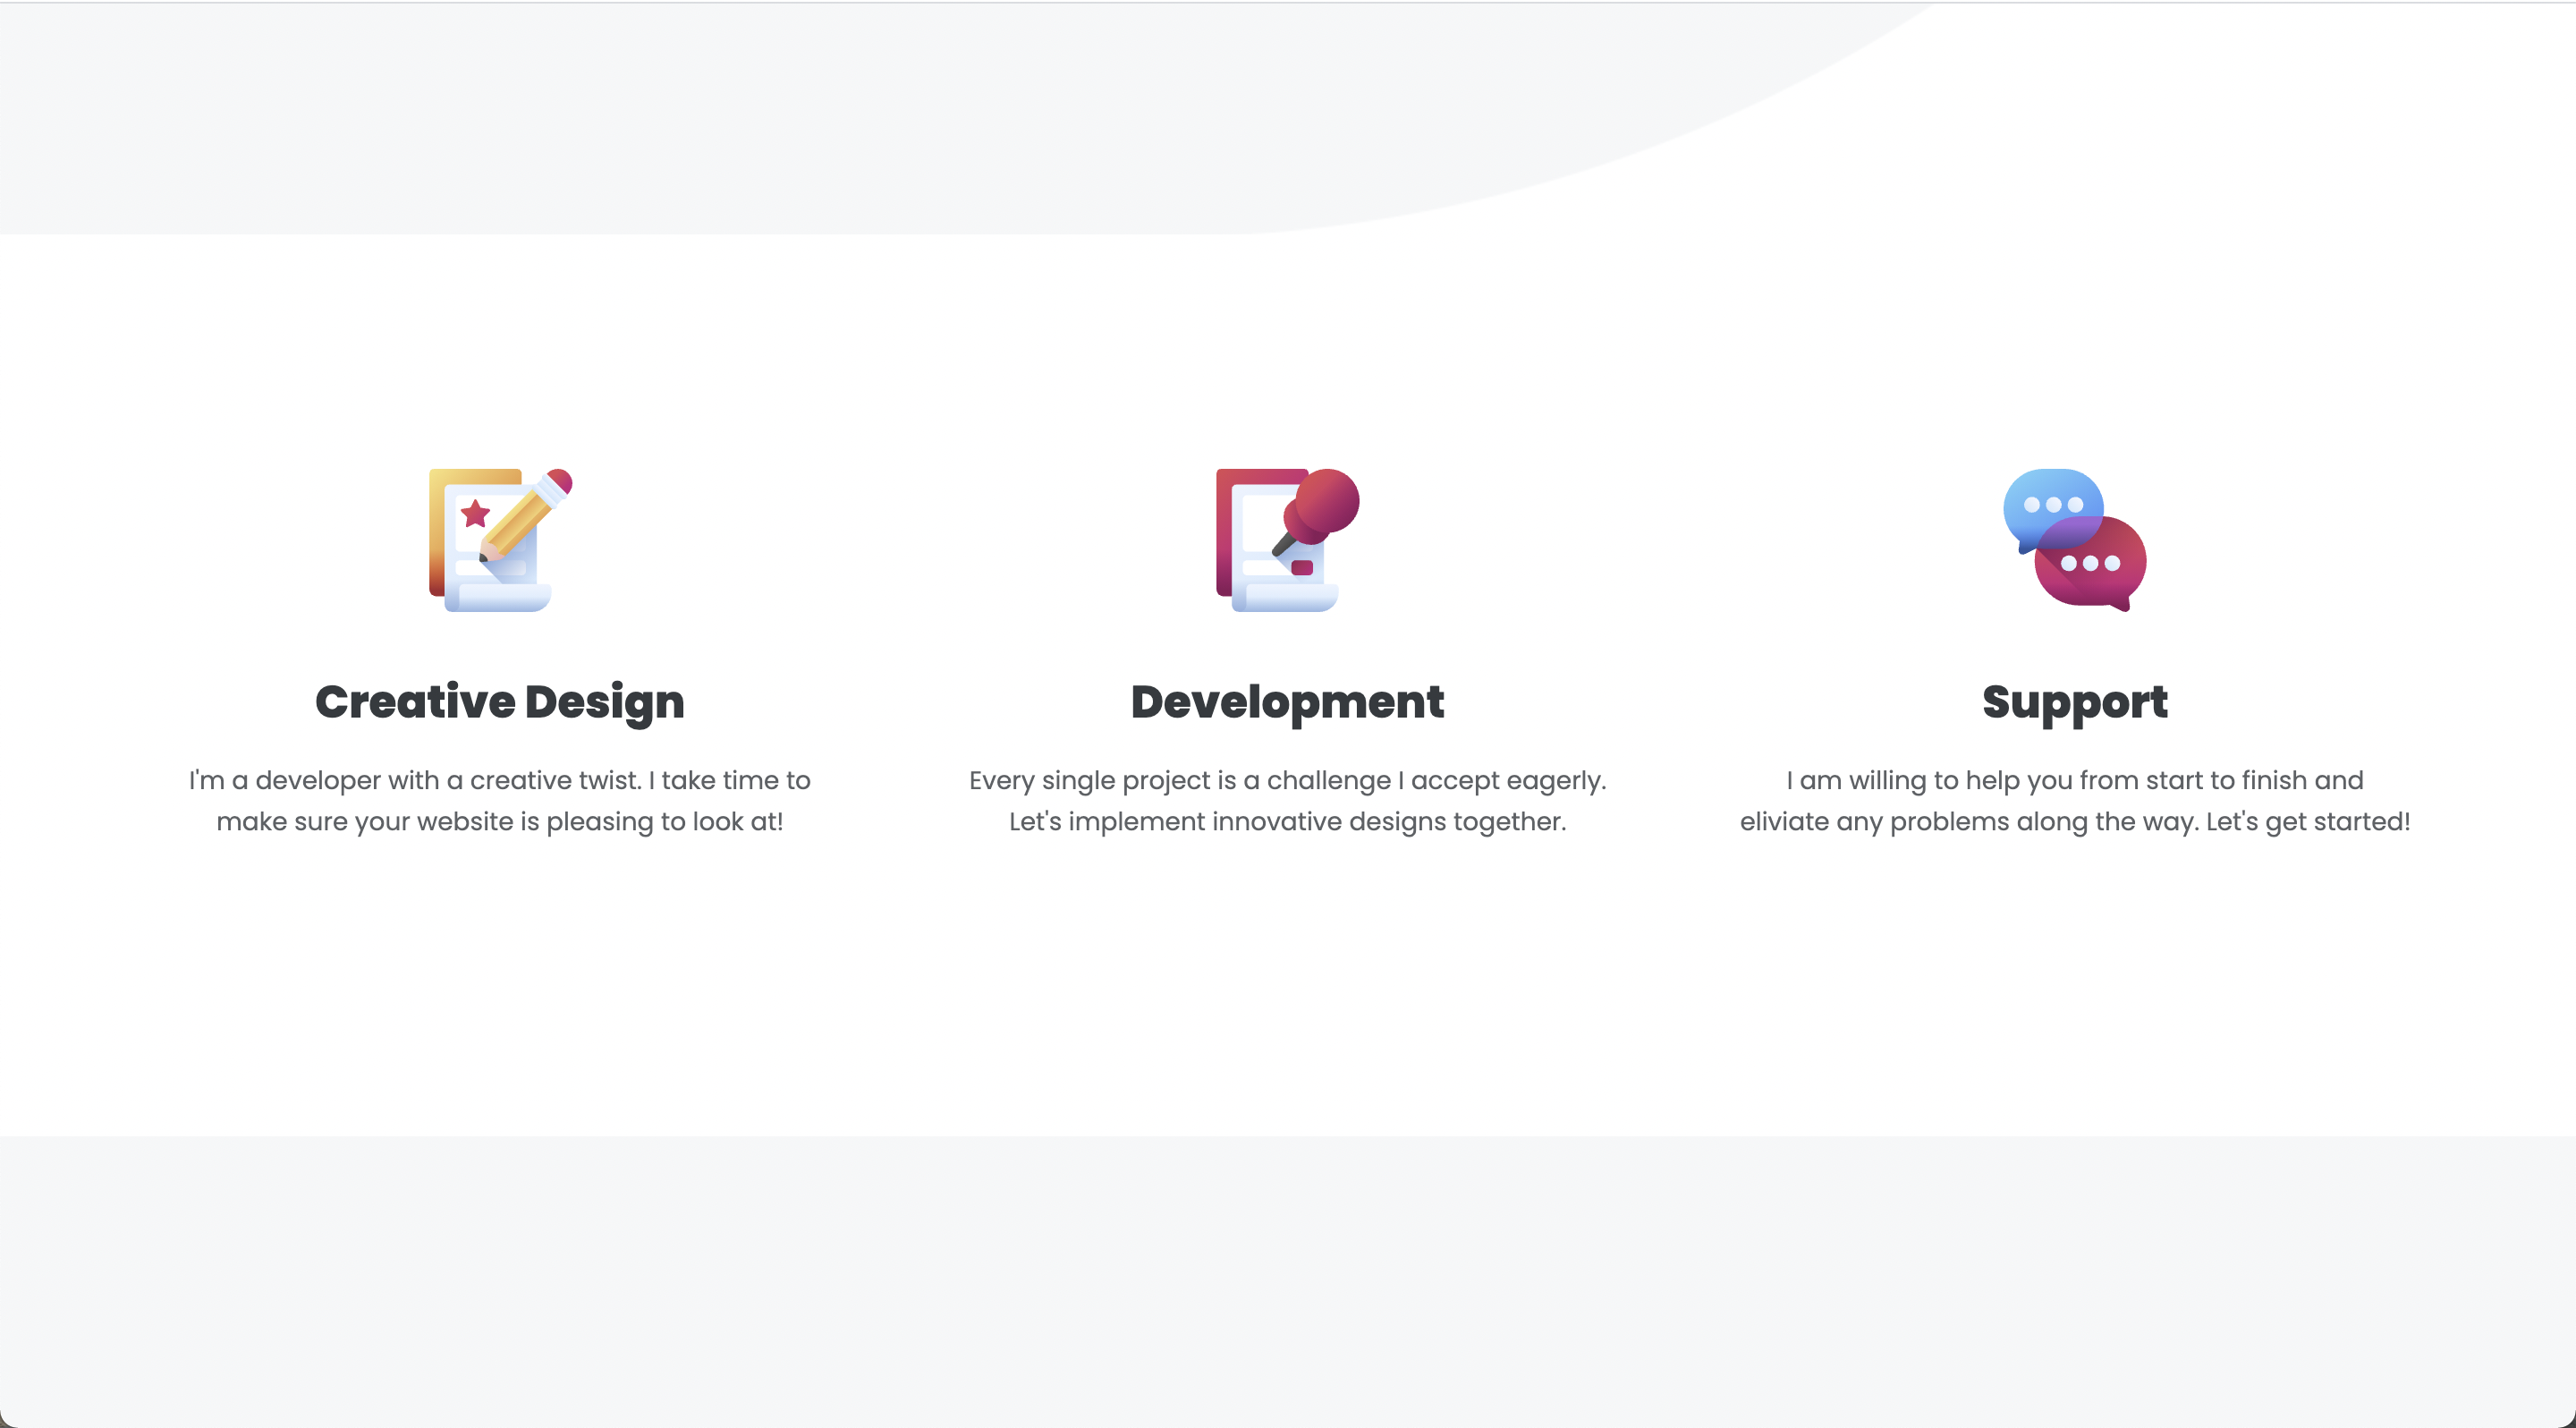 Creative Design
I'm a developer with a creative twist. I take time to
make sure your website is pleasing to look at!
Development
Every single project is a challenge I accept eagerly.
Let's implement innovative designs together.
Support
I am willing to help you from start to finish and
eliviate any problems along the way. Let's get started!